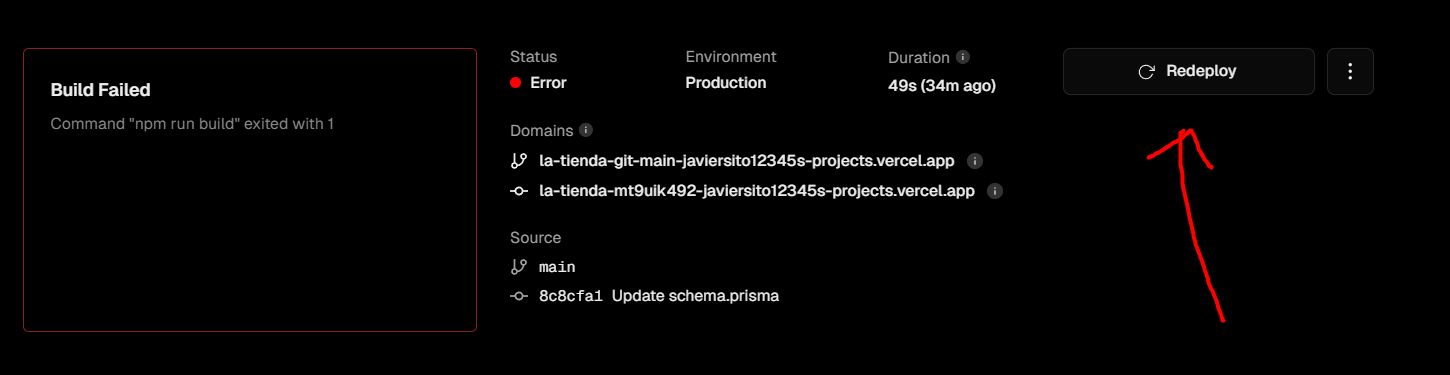 Build Failed
Command "npm run build" exited with 1
Status
Error
Environment
Production
Duration
49s (34m ago)
Redeploy
Domains
la-tienda-git-main-javiersito12345s-projects.vercel.app
la-tienda-mt9uik492-javiersito12345s-projects.vercel.app
Source
main
8c8cfa1 Update schema.prisma